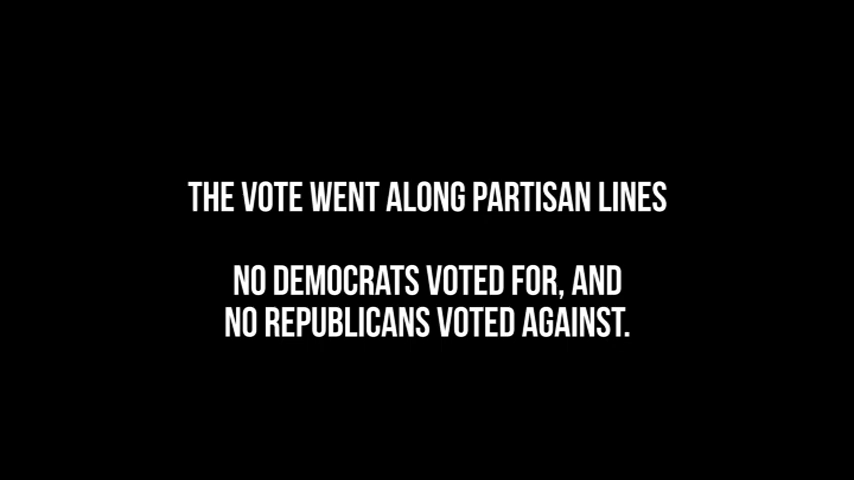 THE VOTE WENT ALONG PARTISAN LINES
NO DEMOCRATS VOTED FOR, AND
NO REPUBLICANS VOTED AGAINST.